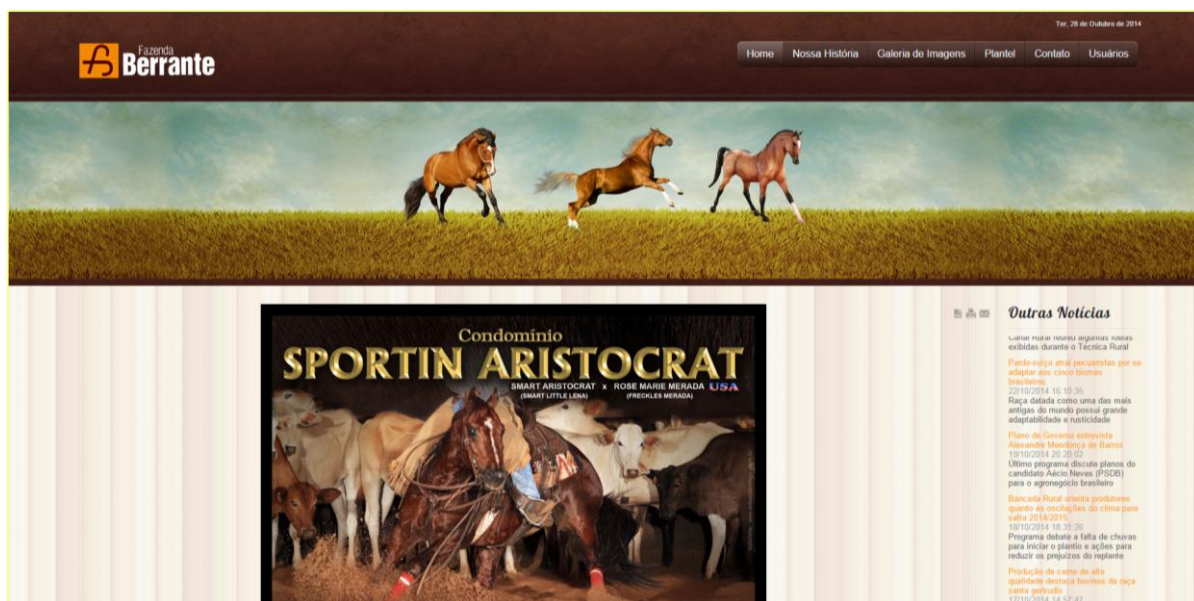 Ter, 28 de Outubro de 2014
Fazenda
Berrante
Home Nossa História Galeria de Imagens Plantel Contato Usuários
Condomínio
SPORTIN ARISTOCRAT
SMART ARISTOCRAT x ROSE MARIE MERADA USA
(SMART LITTLE LENA) (FRECKLES MERADA)
Outras Notícias
Canal Rural reuniu algumas ideias
exibidas durante o Técnica Rural
Pardo-suíço atrai pecuaristas por se
adaptar aos cinco biomas
brasileiros
22/10/2014 16:10:35
Raça datada como uma das mais
antigas do mundo possui grande
adaptabilidade e rusticidade
Plano de Governo entrevista
Alexandre Mendonça de Barros
19/10/2014 20:20:02
Último programa discute planos do
candidato Aécio Neves (PSDB)
para o agronegócio brasileiro
Bancada Rural orienta produtores
quanto às oscilações do clima para
safra 2014/2015
18/10/2014 18:31:26
Programa debate a falta de chuvas
para iniciar o plantio e ações para
reduzir os prejuízos do replante
Produção de carne de alta
qualidade destaca bovinos da raça
santa gertrudis
17/10/2014 14:57:47